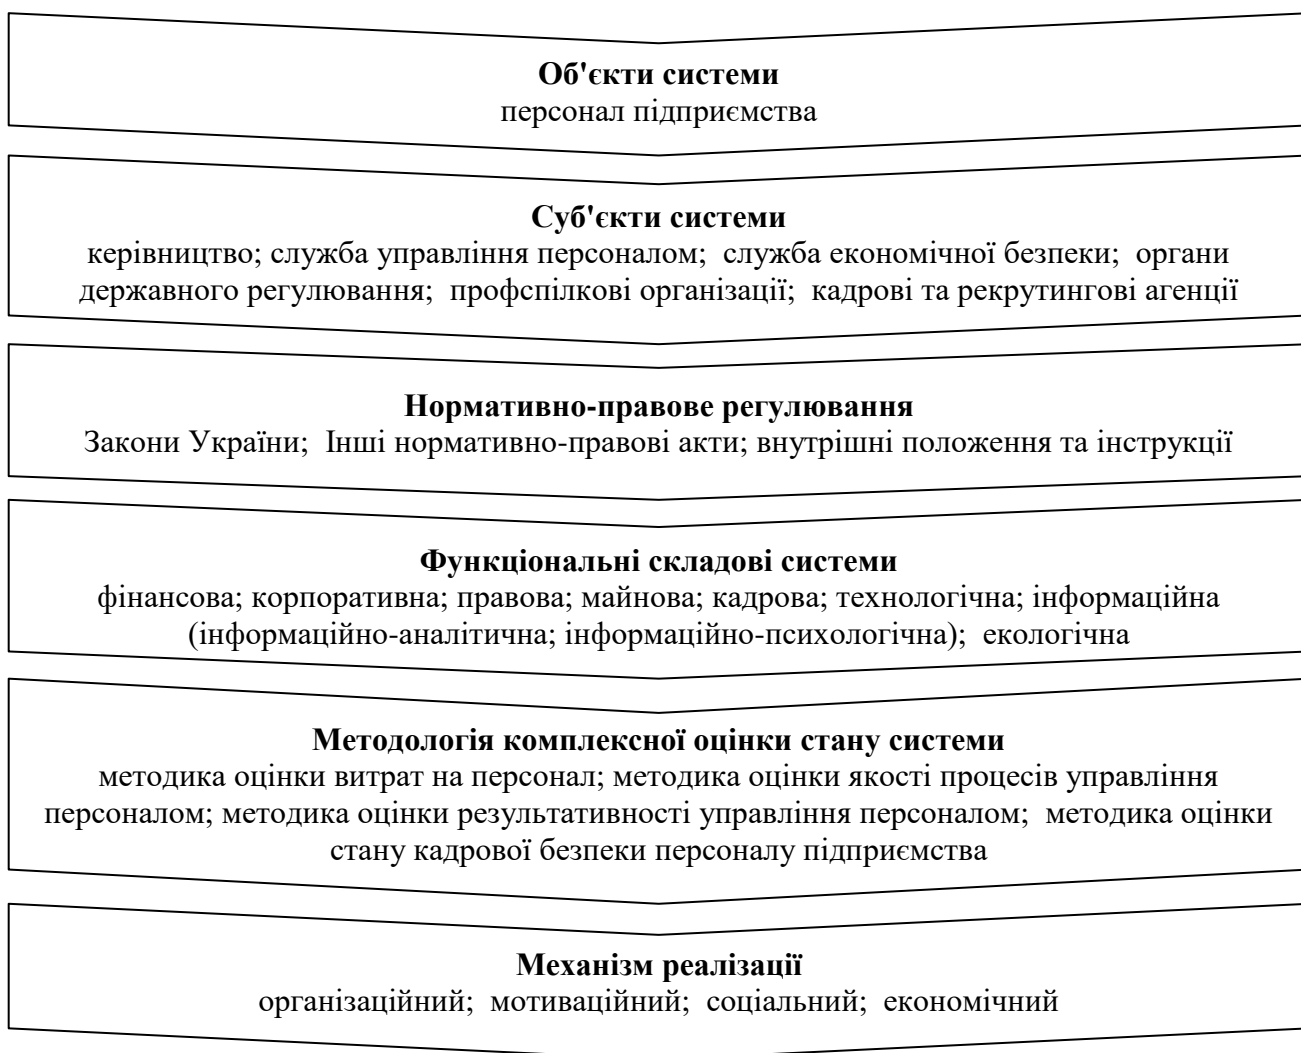 Об'єкти системи
персонал підприємства
Суб'єкти системи
керівництво; служба управління персоналом;  служба економічної безпеки;  органи
державного регулювання;  профспілкові організації;  кадрові та рекрутингові агенції
Нормативно-правове регулювання
Закони України;  Інші нормативно-правові акти; внутрішні положення та інструкції
Функціональні складові системи
фінансова; корпоративна; правова; майнова; кадрова; технологічна; інформаційна
(інформаційно-аналітична; інформаційно-психологічна);  екологічна
Методологія комплексної оцінки стану системи
методика оцінки витрат на персонал; методика оцінки якості процесів управління
персоналом; методика оцінки результативності управління персоналом;  методика оцінки
стану кадрової безпеки персоналу підприємства
Механізм реалізації
організаційний;  мотиваційний;  соціальний;  економічний